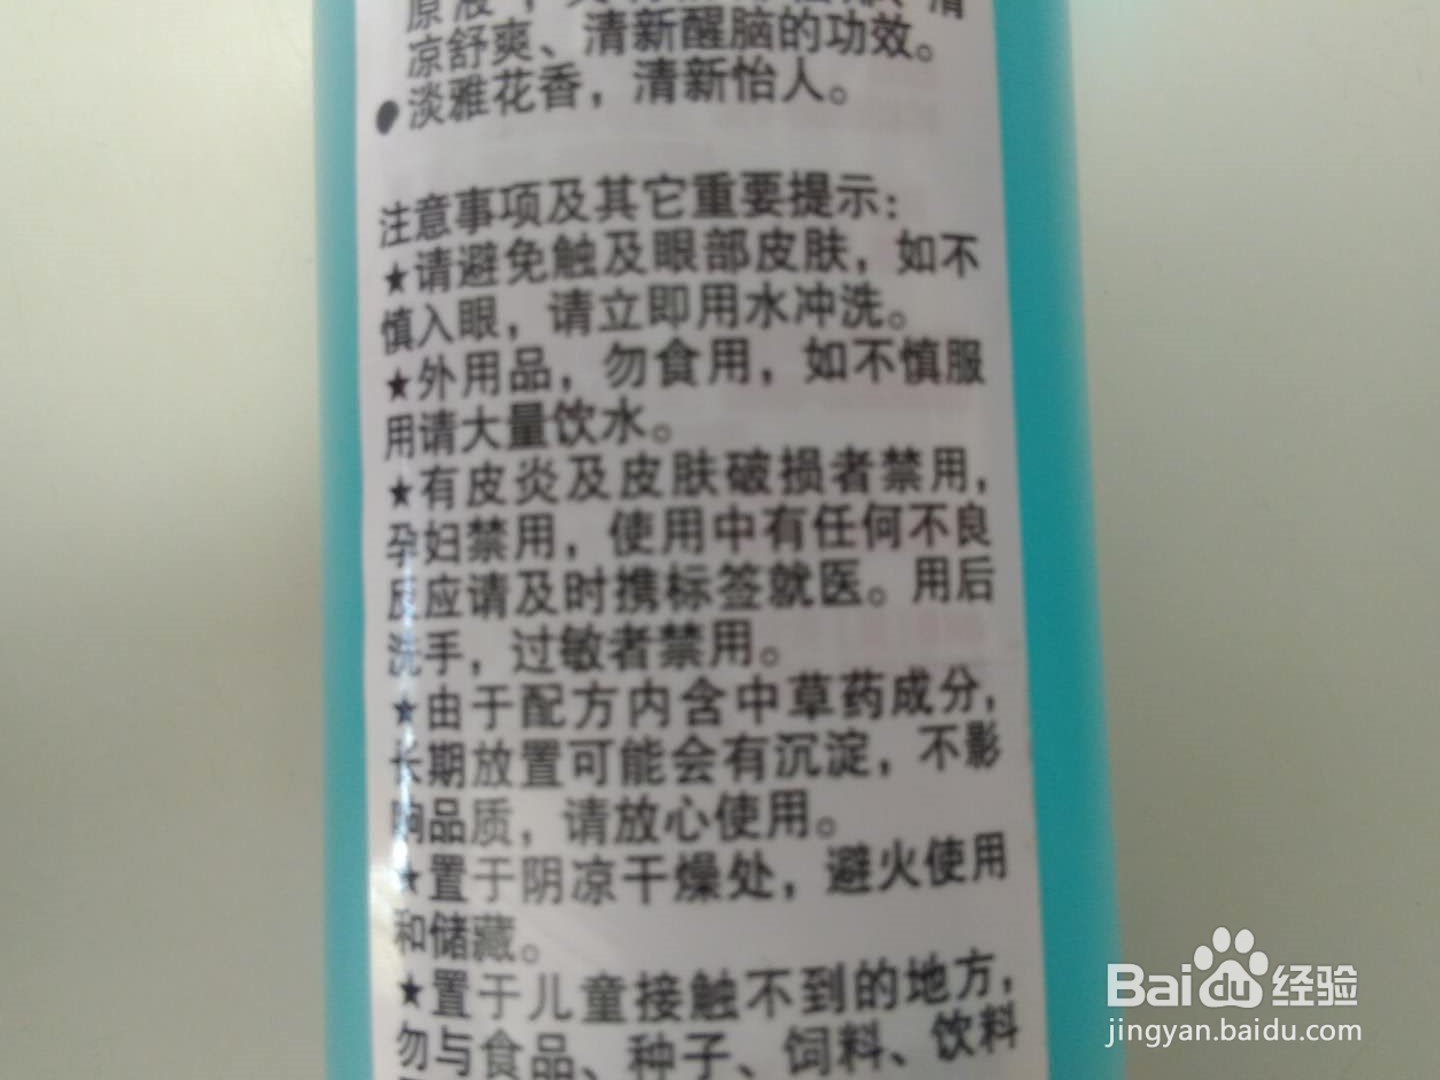 原液
凉舒爽、清新醒脑的功效。
●淡雅花香，清新怡人。
注意事项及其它重要提示：
★请避免触及眼部皮肤，如不
慎入眼，请立即用水冲洗。
★外用品，勿食用，如不慎服
用请大量饮水。
★有皮炎及皮肤破损者禁用，
孕妇禁用，使用中有任何不良
反应请及时携标签就医。用后
洗手，过敏者禁用。
★由于配方内含中草药成分，
长期放置可能会有沉淀，不影
响品质，请放心使用。
★置于阴凉干燥处，避火使用
和储藏。
★置于儿童接触不到的地方，
勿与食品、种子、饲料、饮料
Baidu经验
jingyan.baidu.com